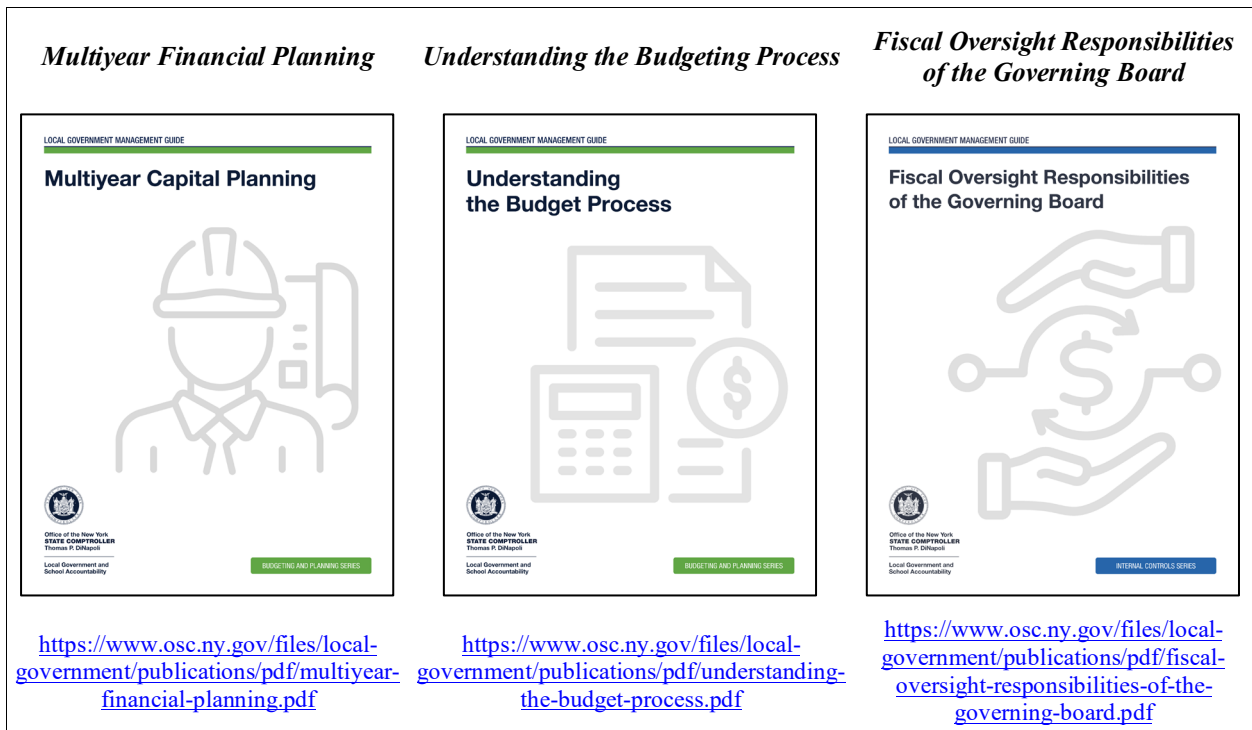 Multiyear Financial Planning
LOCAL GOVERNMENT MANAGEMENT GUIDE
Multiyear Capital Planning
$
Office of the New York
STATE COMPTROLLER
Thomas P. DiNapoli
Local Government and
School Accountability
BUDGETING AND PLANNING SERIES
https://www.osc.ny.gov/files/local-
government/publications/pdf/multiyear-
financial-planning.pdf
Understanding the Budgeting Process
LOCAL GOVERNMENT MANAGEMENT GUIDE
Understanding
the Budget Process
$
Office of the New York
STATE COMPTROLLER
Thomas P. DiNapoli
Local Government and
School Accountability
BUDGETING AND PLANNING SERIES
https://www.osc.ny.gov/files/local-
government/publications/pdf/understanding-
the-budget-process.pdf
Fiscal Oversight Responsibilities
of the Governing Board
LOCAL GOVERNMENT MANAGEMENT GUIDE
Fiscal Oversight Responsibilities
of the Governing Board
$
Office of the New York
STATE COMPTROLLER
Thomas P. DiNapoli
Local Government and
School Accountability
INTERNAL CONTROLS SERIES
https://www.osc.ny.gov/files/local-
government/publications/pdf/fiscal-
oversight-responsibilities-of-the-
governing-board.pdf